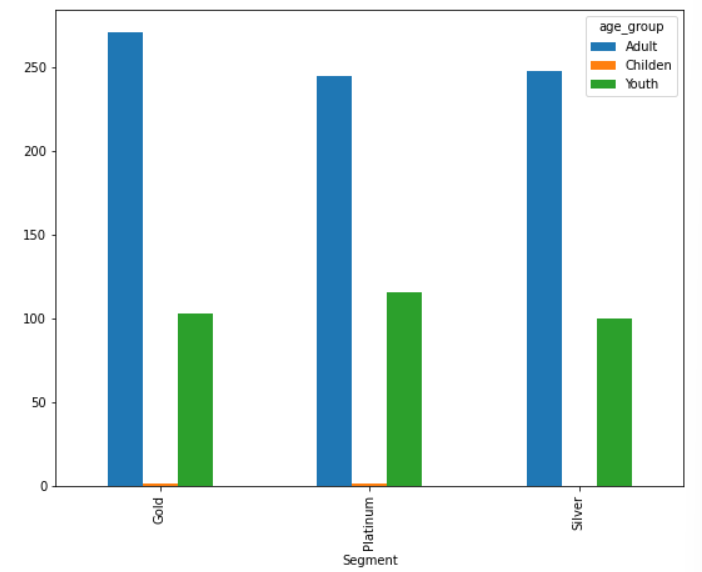 age_group
Adult
Childen
Youth
250
200
150
100
50
0
Gold
Platinum
Silver
Segment